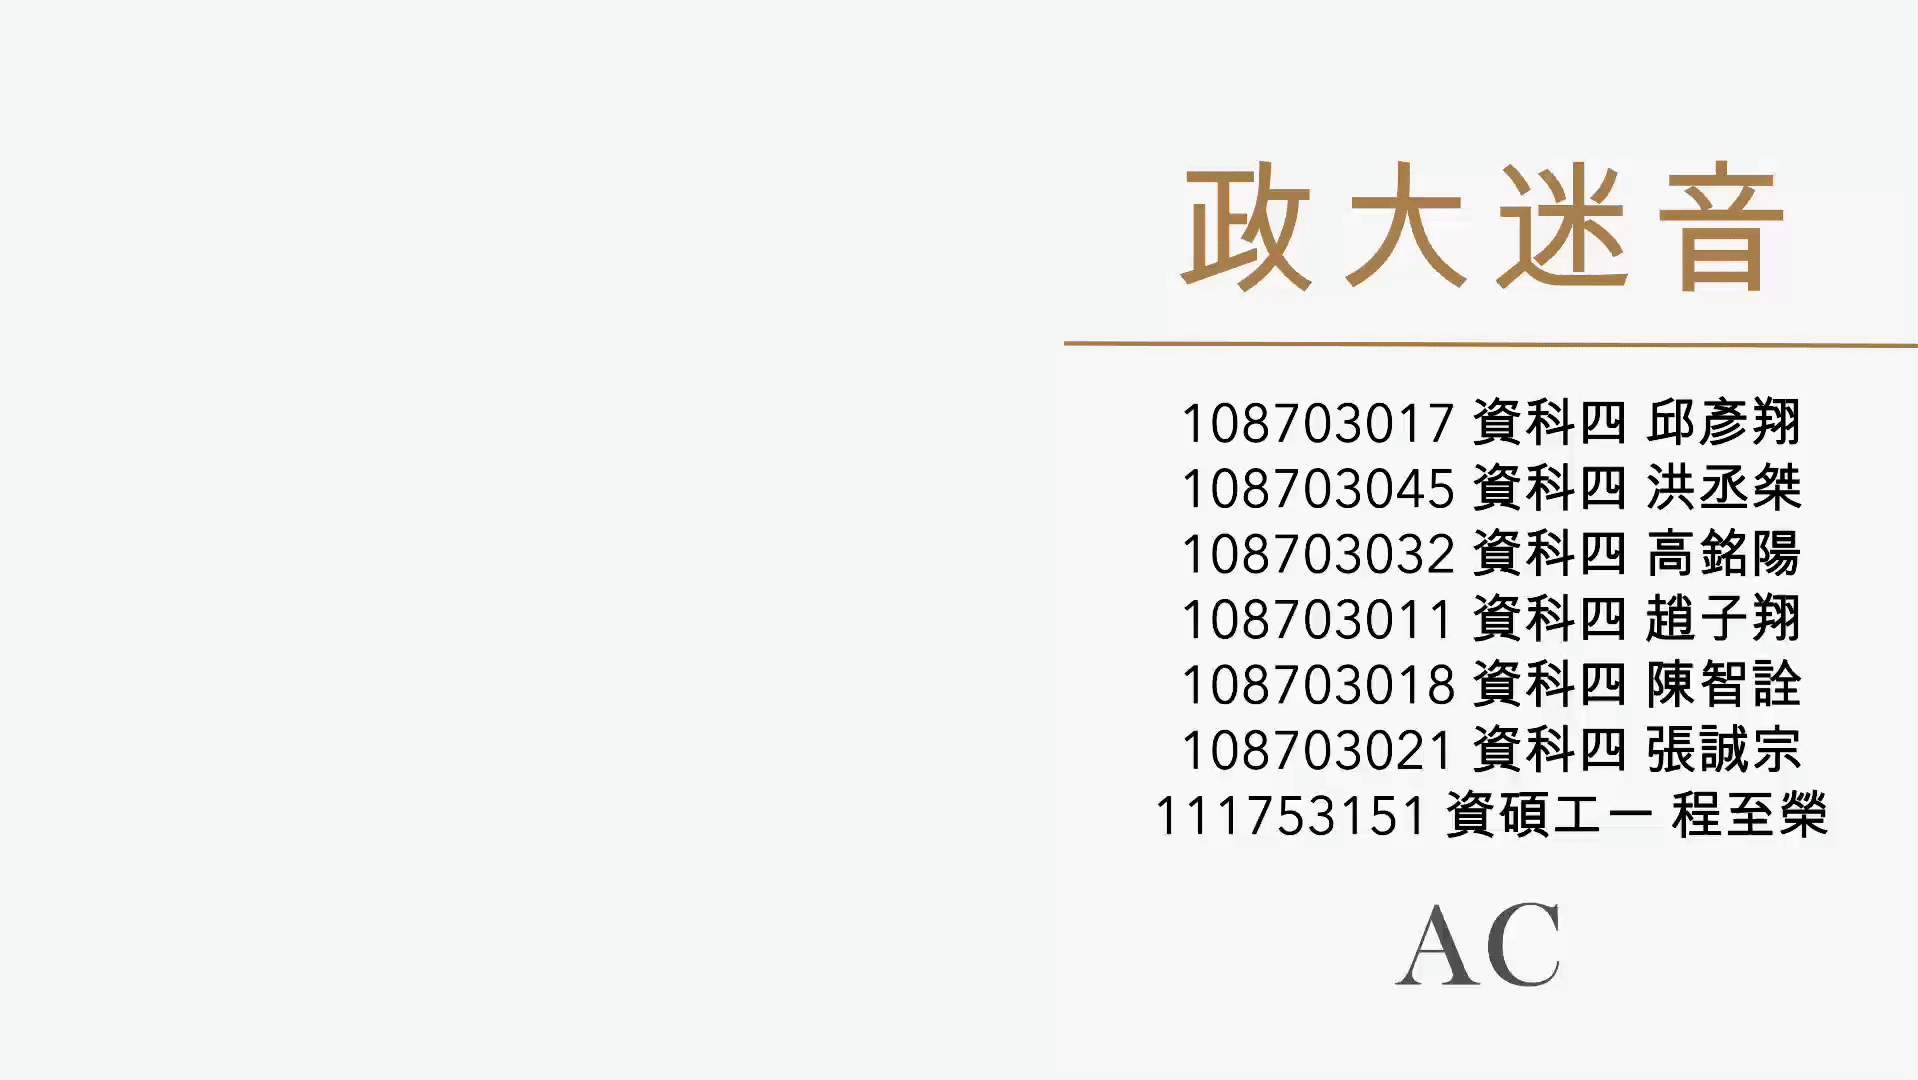 政大迷音
108703017 資科四 邱彥翔
108703045 資科四 洪丞桀
108703032 資科四 高銘陽
108703011 資科四 趙子翔
108703018 資科四 陳智詮
108703021 資科四 張誠宗
111753151 資碩工一 程至榮
AC